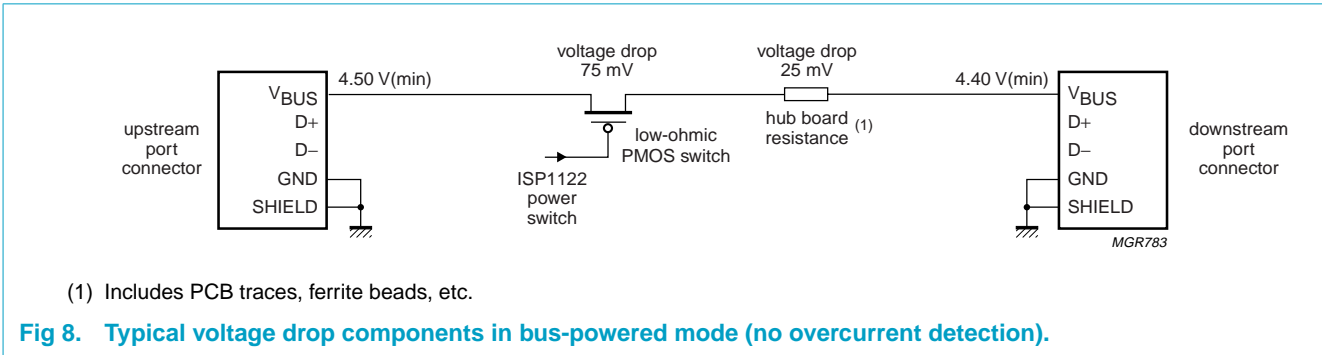 voltage drop
75 mV
voltage drop
25 mV
4.50 V(min)
4.40 V(min)
VBUS
D+
D−
GND
SHIELD
upstream
port
connector
low-ohmic
PMOS switch
hub board
resistance (1)
ISP1122
power
switch
VBUS
D+
D−
GND
SHIELD
downstream
port
connector
MGR783
(1) Includes PCB traces, ferrite beads, etc.
Fig 8. Typical voltage drop components in bus-powered mode (no overcurrent detection).